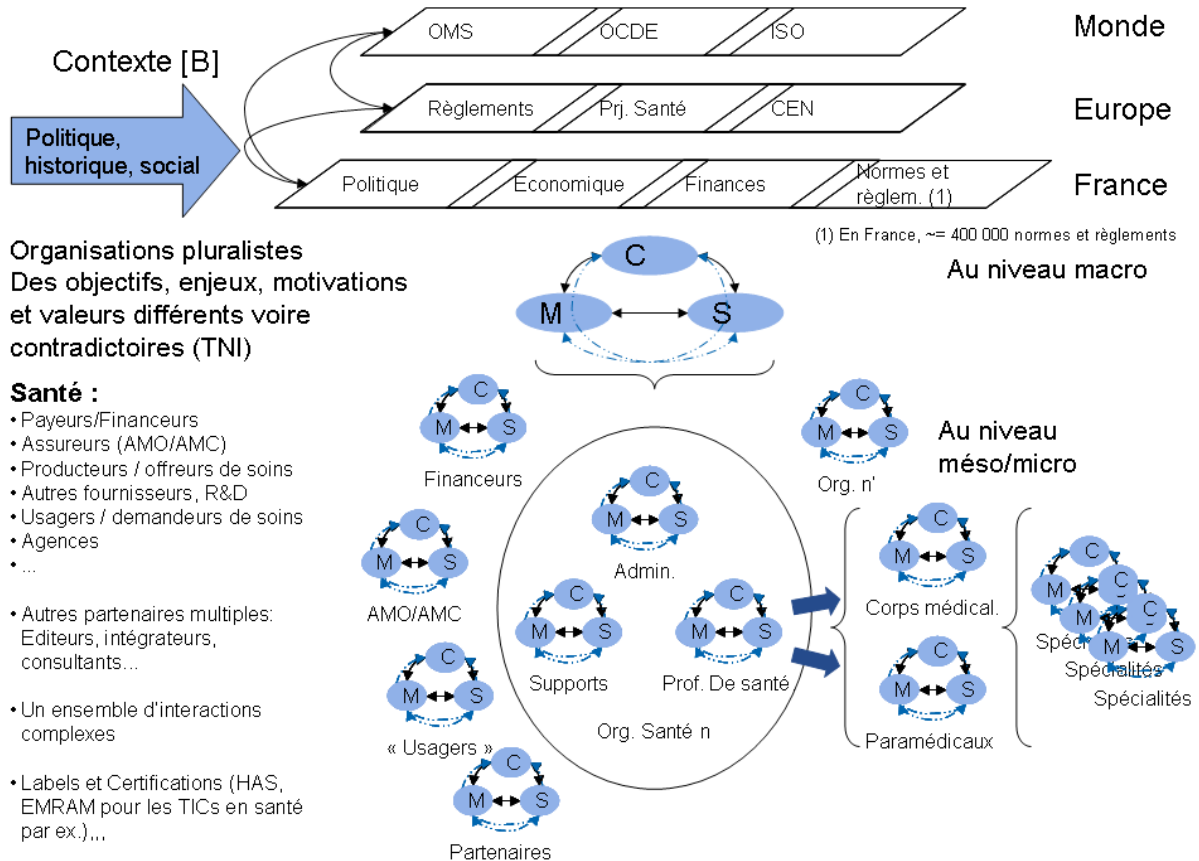 OMS
OCDE
ISO
Monde
Contexte [B]
Règlements
Prj. Santé
CEN
Europe
Politique,
historique, social
Politique
Economique
Finances
Normes et
règlem. (1)
France
(1) En France, ~= 400 000 normes et règlements
Au niveau macro
Organisations pluralistes
Des objectifs, enjeux, motivations
et valeurs différents voire
contradictoires (TNI)
C
M
S
Santé :
• Payeurs/Financeurs
• Assureurs (AMO/AMC)
• Producteurs / offreurs de soins
• Autres fournisseurs, R&D
• Usagers / demandeurs de soins
• Agences
• ...
• Autres partenaires multiples:
Editeurs, intégrateurs,
consultants...
• Un ensemble d'interactions
complexes
• Labels et Certifications (HAS,
EMRAM pour les TICs en santé
par ex.),,,
C
M
S
Financeurs
C
M
S
Org. n'
Au niveau
méso/micro
C
M
S
Admin.
C
M
S
AMO/AMC
C
M
S
Supports
C
M
S
Prof. De santé
Org. Santé n
C
M
S
« Usagers »
C
M
S
Partenaires
C
M
S
Corps médical.
C
M
S
Paramédicaux
C
M
C
M
C
M
S
Spécialités
Spécialités